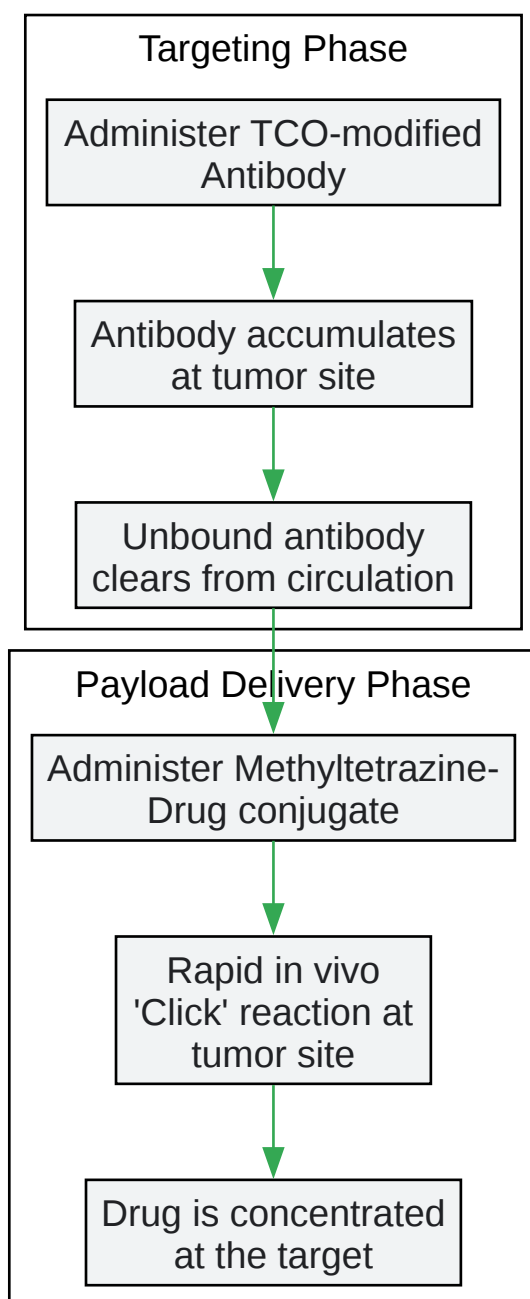 Targeting Phase
Administer TCO-modified
Antibody
Antibody accumulates
at tumor site
Unbound antibody
clears from circulation
Payload Delivery Phase
Administer Methyltetrazine-
Drug conjugate
Rapid in vivo
'Click' reaction at
tumor site
Drug is concentrated
at the target